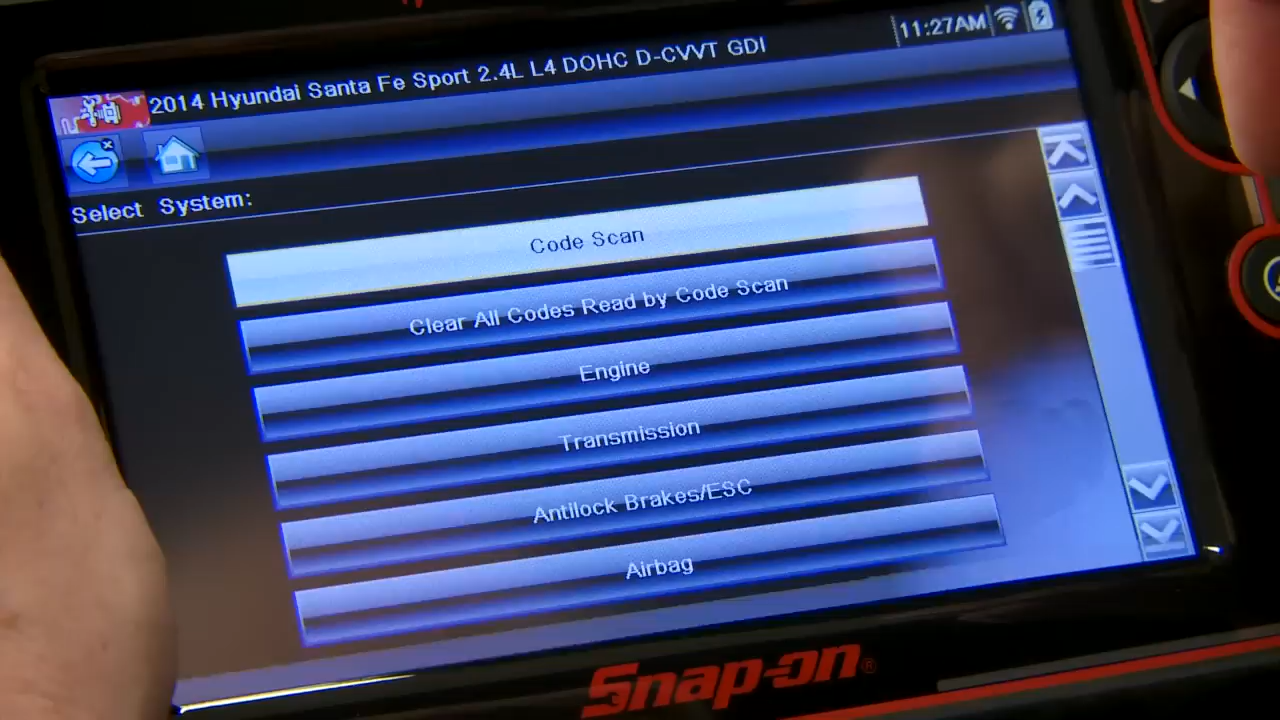 11:27AM
2014 Hyundai Santa Fe Sport 2.4L L4 DOHC D-CVVT GDI
Select System:
Code Scan
Clear All Codes Read by Code Scan
Engine
Transmission
Antilock Brakes/ESC
Airbag
Snap-on®